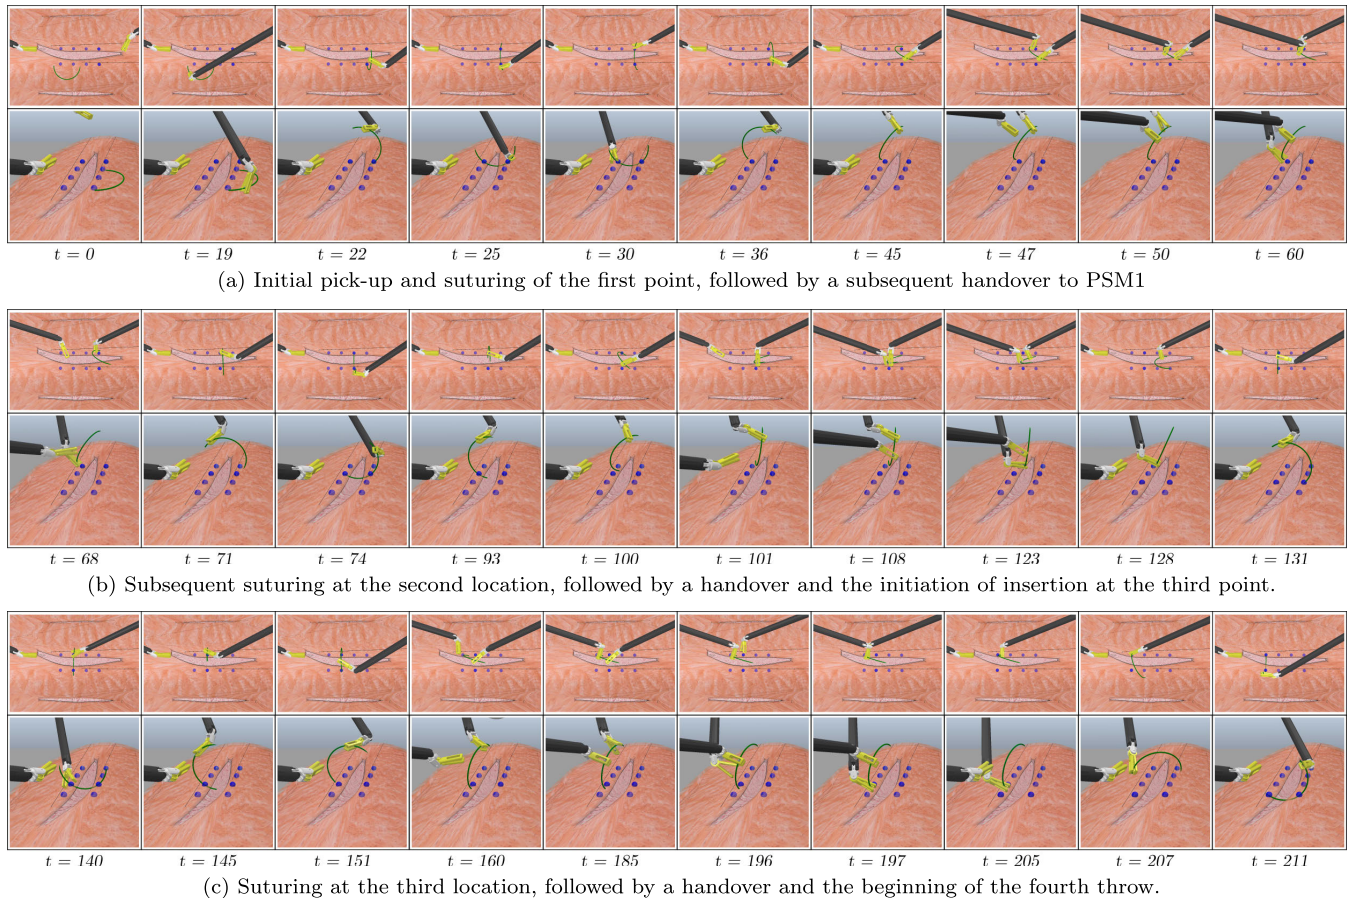 t = 0 t = 19 t = 22 t = 25 t = 30 t = 36 t = 45 t = 47 t = 50 t = 60
(a) Initial pick-up and suturing of the first point, followed by a subsequent handover to PSM1
t = 68 t = 71 t = 74 t = 93 t = 100 t = 101 t = 108 t = 123 t = 128 t = 131
(b) Subsequent suturing at the second location, followed by a handover and the initiation of insertion at the third point.
t = 140 t = 145 t = 151 t = 160 t = 185 t = 196 t = 197 t = 205 t = 207 t = 211
(c) Suturing at the third location, followed by a handover and the beginning of the fourth throw.